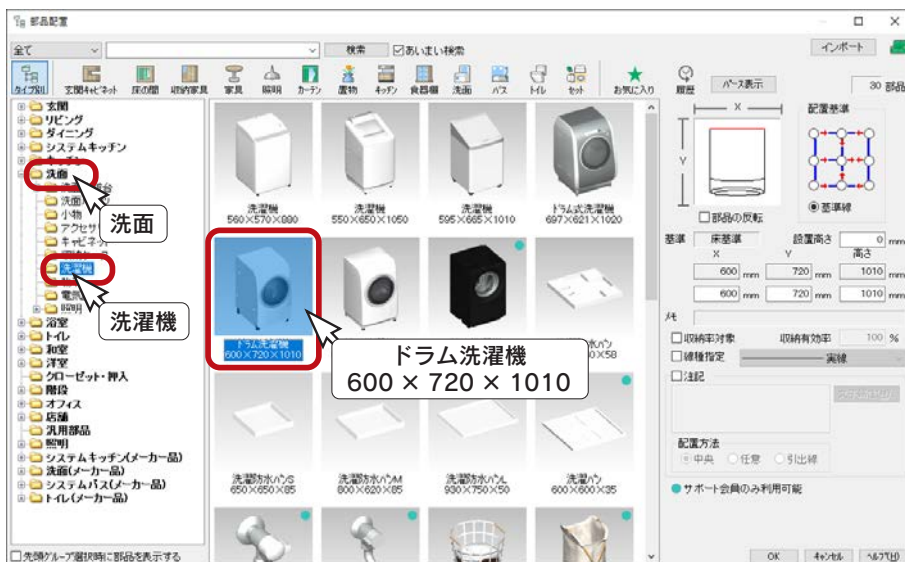 部品配置
全て
検索
あいまい検索
インポート
タイプ別
玄関4キャビネット
床の間
収納家具
家具
照明
カーテン
置物
キッチン
食器棚
洗面
バス
トイレ
セット
お気に入り
履歴
パース表示
30 部品
玄関
リビング
ダイニング
システムキッチン
キッチン
洗面
小物
キャビネット
洗濯機
照明
浴室
トイレ
和室
洋室
クローゼット・押入
階段
オフィス
店舗
汎用部品
照明
システムキッチン(メーカー品)
洗面(メーカー品)
システムバス(メーカー品)
トイレ(メーカー品)
先頭グループ選択時に部品を表示する
洗面
洗濯機
洗濯機
560×570×880
洗濯機
550×650×1050
洗濯機
595×665×1010
ドラム式洗濯機
697×621×1020
ドラム洗濯機
600×720×1010
ドラム洗濯機
600 × 720 × 1010
洗濯防水パンS
650×650×85
洗濯防水パンM
800×620×85
洗濯防水パンL
930×750×50
洗濯パン
600×600×35
X
Y
部品の反転
配置基準
基準線
基準
床基準
設置高さ
0 mm
X
Y
高さ
600 mm
720 mm
1010 mm
600 mm
720 mm
1010 mm
メモ
収納率対象
収納有効率
100 %
線種指定
実線
注記
配置方法
中央
任意
引出線
サポート会員のみ利用可能
OK
キャンセル
ヘルプ(H)